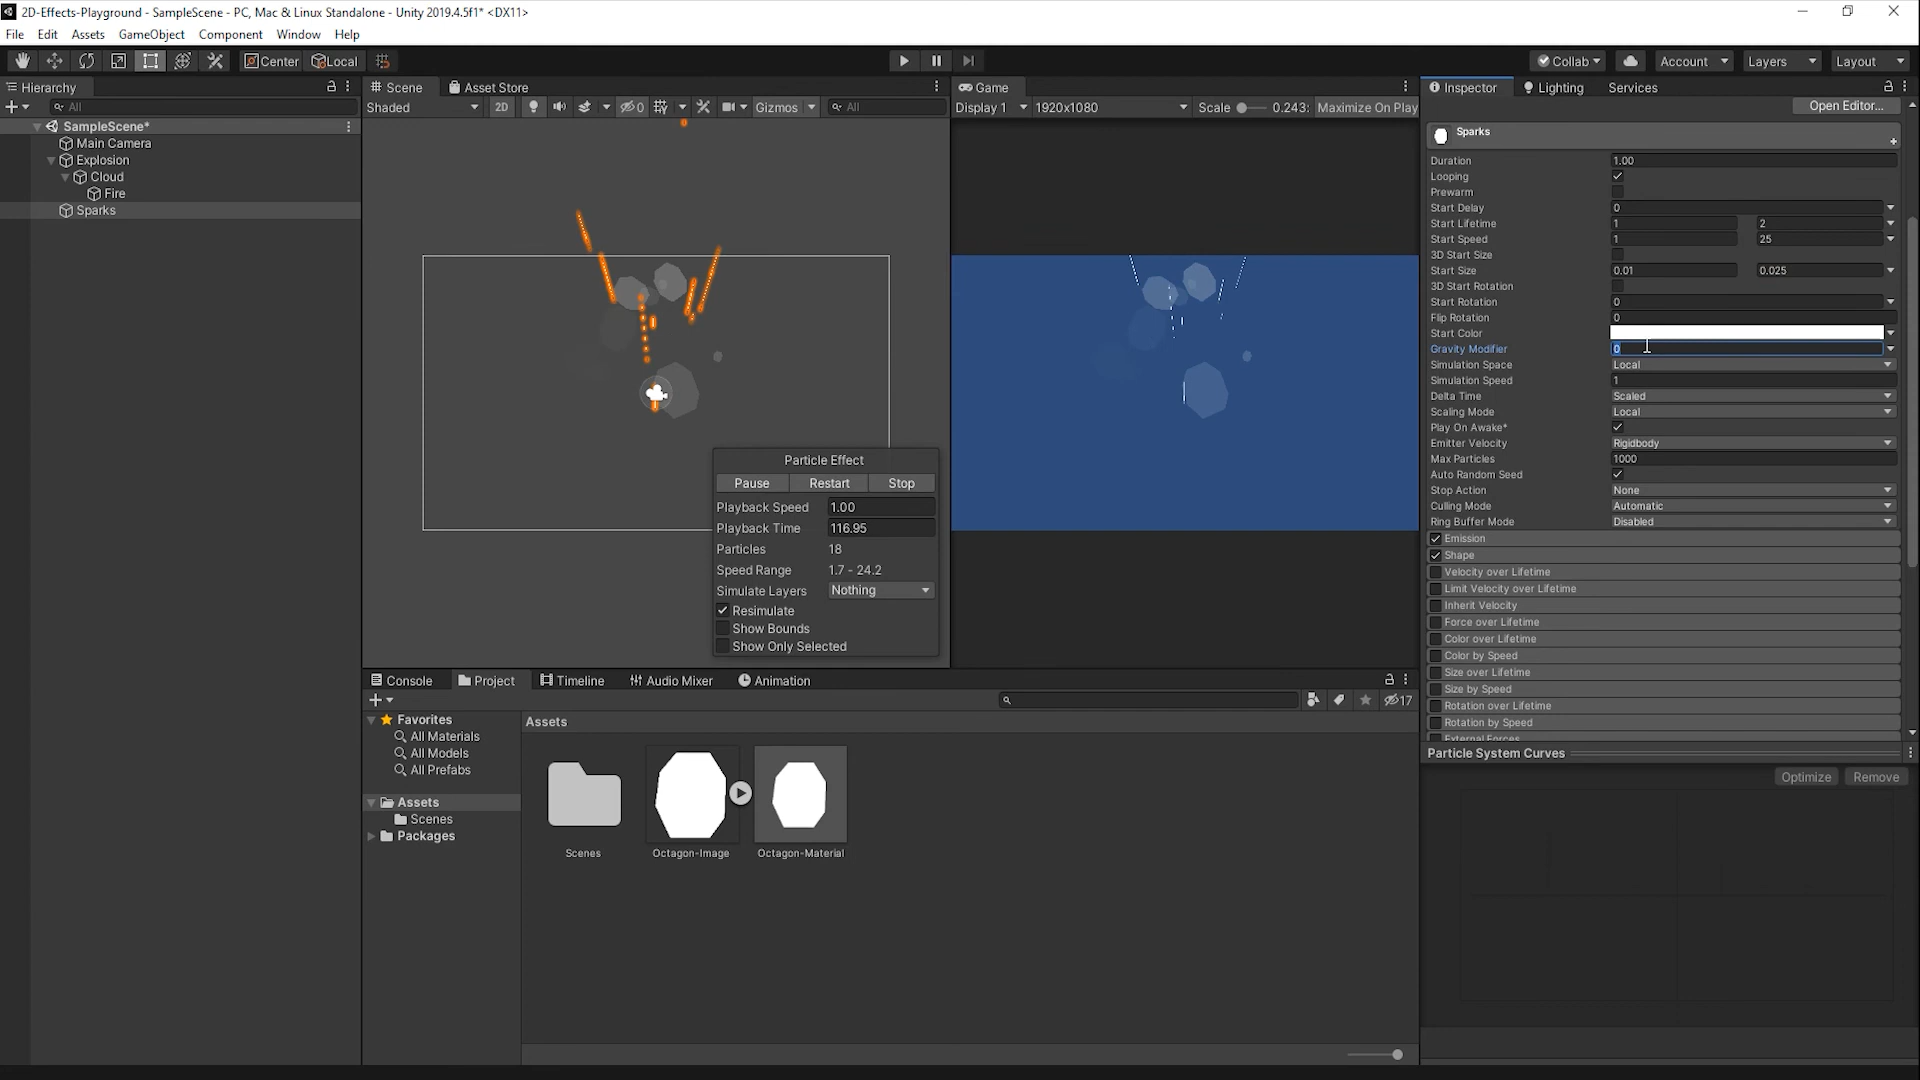 2D-Effects-Playground - SampleScene - PC, Mac & Linux Standalone - Unity 2019.4.5f1* <DX11>
File Edit Assets GameObject Component Window Help
Center Local Collab Account Layers Layout
Hierarchy
All
SampleScene*
Main Camera
Explosion
Cloud
Fire
Sparks
Scene Asset Store
Shaded 2D 0 Gizmos All
Particle Effect
Pause Restart Stop
Playback Speed 1.00
Playback Time 116.95
Particles 18
Speed Range 1.7 - 24.2
Simulate Layers Nothing
Resimulate
Show Bounds
Show Only Selected
Game
Display 1 1920x1080 Scale 0.243: Maximize On Play
Inspector Lighting Services
Open Editor...
Sparks
Duration 1.00
Looping
Prewarm
Start Delay 0
Start Lifetime 1 2
Start Speed 1 25
3D Start Size
Start Size 0.01 0.025
3D Start Rotation
Start Rotation 0
Flip Rotation 0
Start Color
Gravity Modifier 0
Simulation Space Local
Simulation Speed 1
Delta Time Scaled
Scaling Mode Local
Play On Awake*
Emitter Velocity Rigidbody
Max Particles 1000
Auto Random Seed
Stop Action None
Culling Mode Automatic
Ring Buffer Mode Disabled
Emission
Shape
Velocity over Lifetime
Limit Velocity over Lifetime
Inherit Velocity
Force over Lifetime
Color over Lifetime
Color by Speed
Size over Lifetime
Size by Speed
Rotation over Lifetime
Rotation by Speed
External Forces
Particle System Curves
Optimize Remove
Console Project Timeline Audio Mixer Animation
17
Favorites
All Materials
All Models
All Prefabs
Assets
Scenes
Packages
Assets
Scenes Octagon-Image Octagon-Material